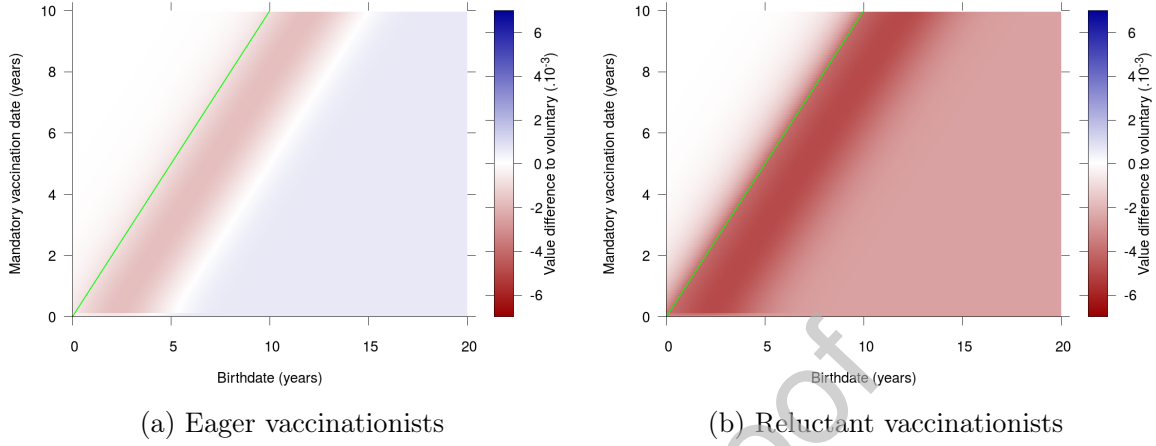 10
8
6
4
2
0
0 5 10 15 20
Mandatory vaccination date (years)
Birthdate (years)
6
4
2
0
-2
-4
-6
Value difference to voluntary (.10-3)
(a) Eager vaccinationists
10
8
6
4
2
0
0 5 10 15 20
Mandatory vaccination date (years)
Birthdate (years)
6
4
2
0
-2
-4
-6
Value difference to voluntary (.10-3)
(b) Reluctant vaccinationists
oof